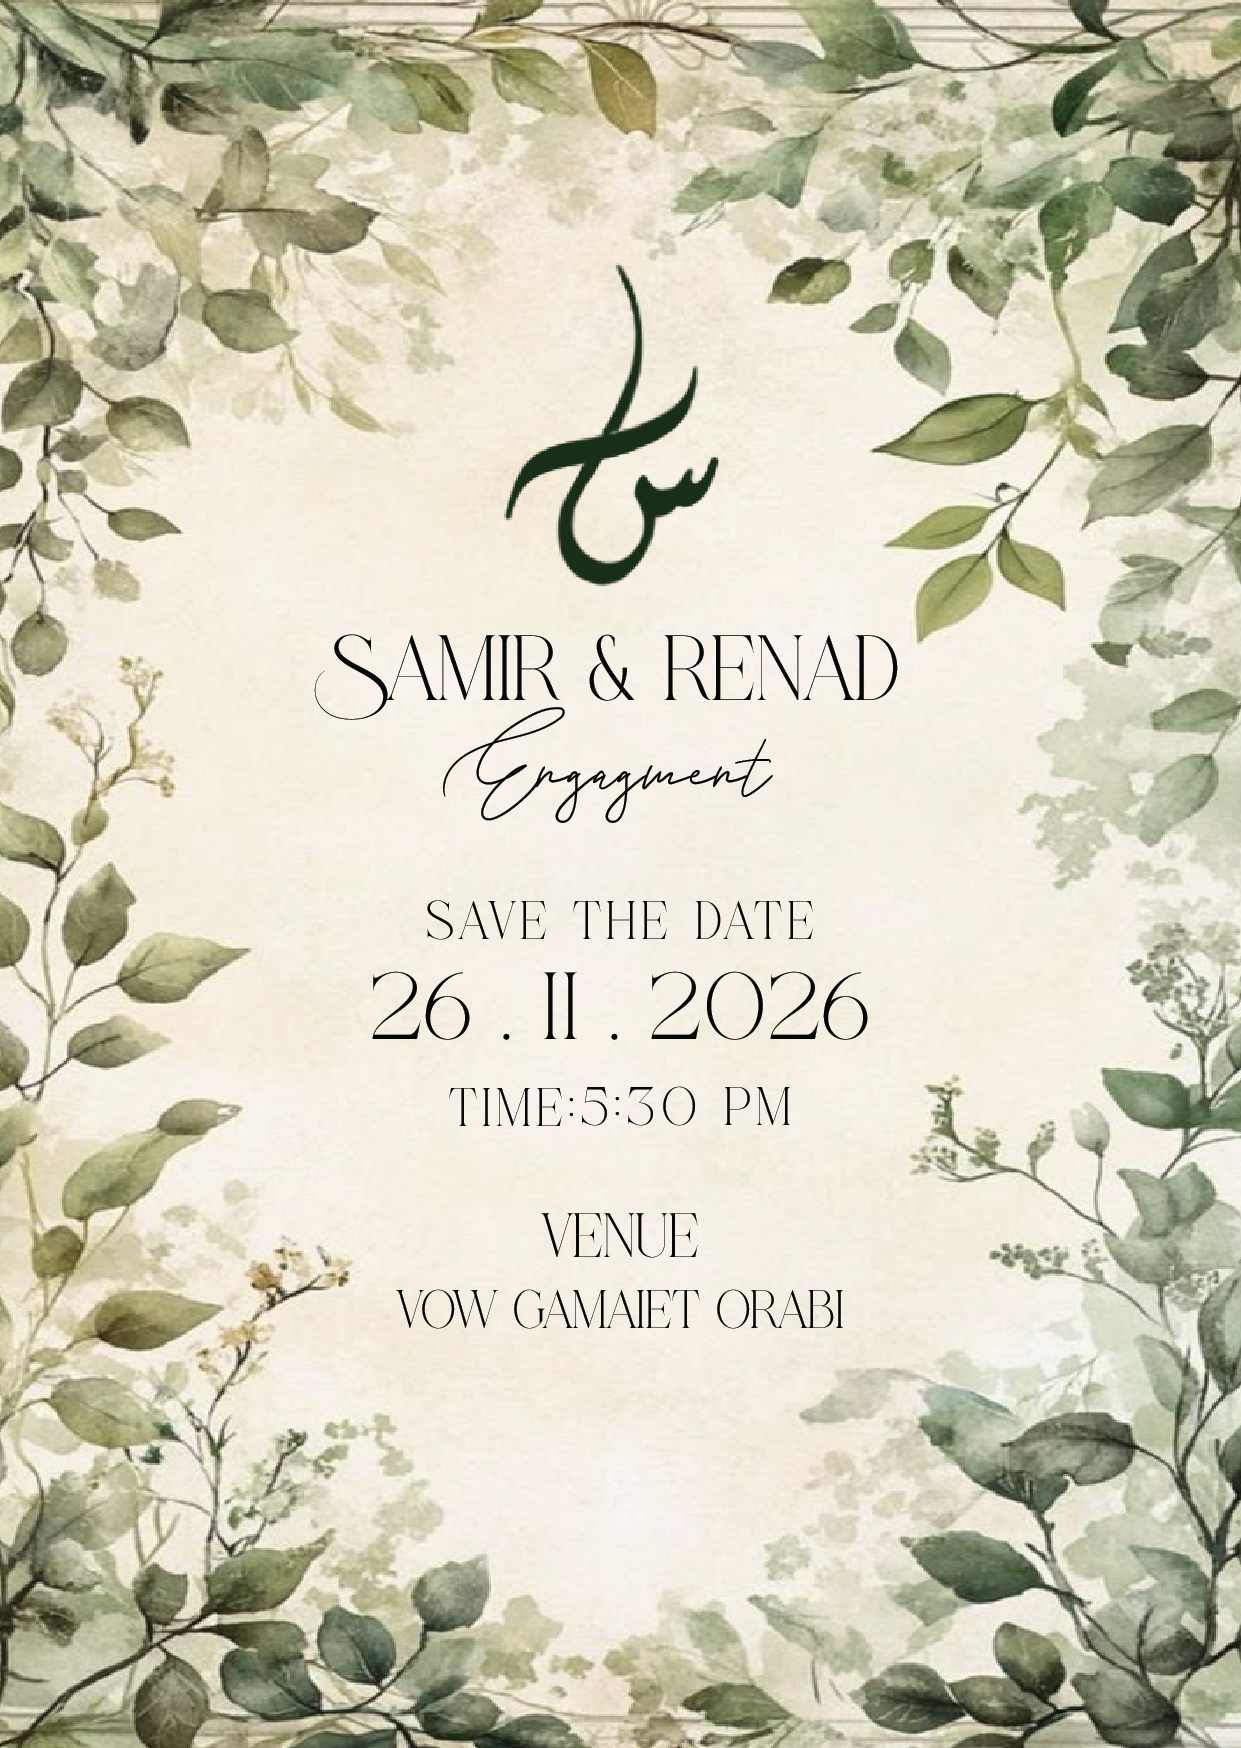 SAMIR & RENAD
Engagment
SAVE THE DATE
26 . 11 . 2026
TIME:5:30 PM
VENUE
VOW GAMAIET ORABI